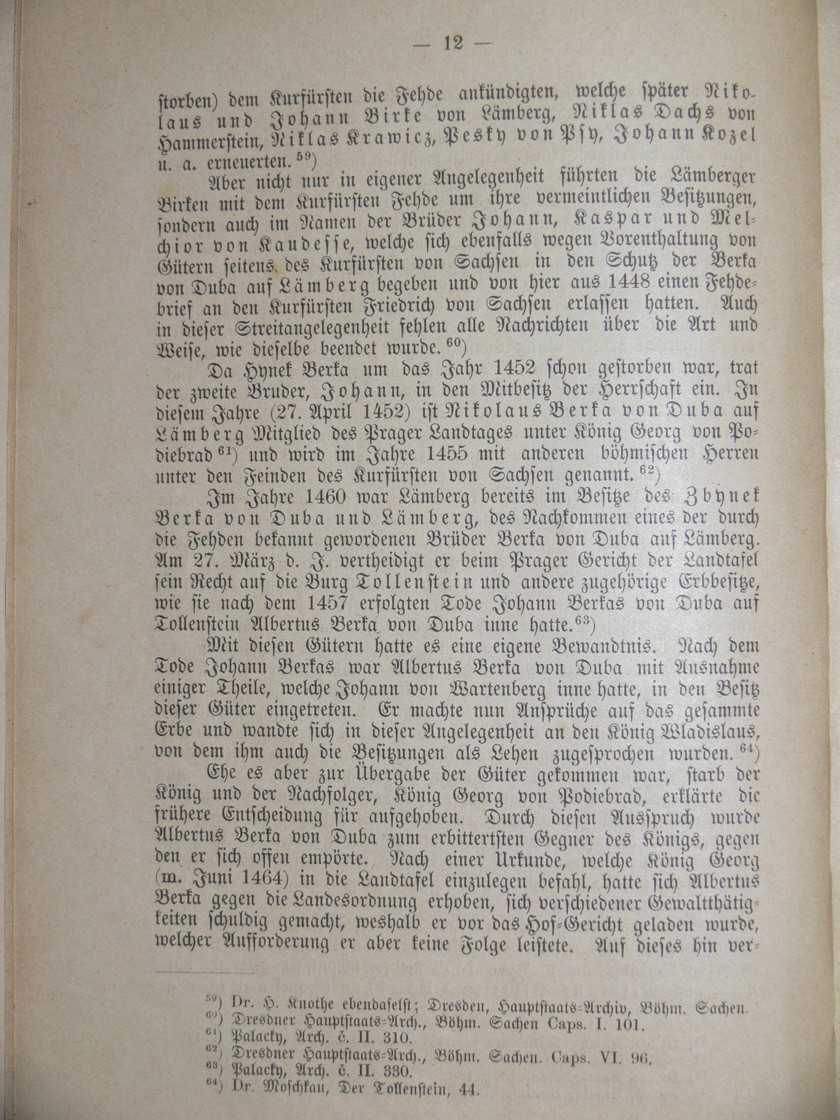 — 12 —
storben) dem Kurfürsten die Fehde ankündigten, welche später Niko-
laus und Johann Birke von Lämberg, Niklas Dachs von
Hammerstein, Niklas Krawicz, Pesky von Psy, Johann Kozel
u. a. erneuerten.⁵⁹)
Aber nicht nur in eigener Angelegenheit führten die Lämberger
Birken mit dem Kurfürsten Fehde um ihre vermeintlichen Besitzungen,
sondern auch im Namen der Brüder Johann, Kaspar und Mel-
chior von Kaudesse, welche sich ebenfalls wegen Vorenthaltung von
Gütern seitens des Kurfürsten von Sachsen in den Schutz der Berka
von Duba auf Lämberg begeben und von hier aus 1448 einen Fehde-
brief an den Kurfürsten Friedrich von Sachsen erlassen hatten. Auch
in dieser Streitangelegenheit fehlen alle Nachrichten über die Art und
Weise, wie dieselbe beendet wurde.⁶⁰)
Da Hynek Berka um das Jahr 1452 schon gestorben war, trat
der zweite Bruder, Johann, in den Mitbesitz der Herrschaft ein. In
diesem Jahre (27. April 1452) ist Nikolaus Berka von Duba auf
Lämberg Mitglied des Prager Landtages unter König Georg von Po-
diebrad⁶¹) und wird im Jahre 1455 mit anderen böhmischen Herren
unter den Feinden des Kurfürsten von Sachsen genannt.⁶²)
Im Jahre 1460 war Lämberg bereits im Besitze des Zbynek
Berka von Duba und Lämberg, des Nachkommen eines der durch
die Fehden bekannt gewordenen Brüder Berka von Duba auf Lämberg.
Am 27. März d. J. vertheidigt er beim Prager Gericht der Landtafel
sein Recht auf die Burg Tollenstein und andere zugehörige Erbbesitze,
wie sie nach dem 1457 erfolgten Tode Johann Berkas von Duba auf
Tollenstein Albertus Berka von Duba inne hatte.⁶³)
Mit diesen Gütern hatte es eine eigene Bewandtnis. Nach dem
Tode Johann Berkas war Albertus Berka von Duba mit Ausnahme
einiger Theile, welche Johann von Wartenberg inne hatte, in den Besitz
dieser Güter eingetreten. Er machte nun Ansprüche auf das gesammte
Erbe und wandte sich in dieser Angelegenheit an den König Wladislaus,
von dem ihm auch die Besitzungen als Lehen zugesprochen wurden.⁶⁴)
Ehe es aber zur Übergabe der Güter gekommen war, starb der
König und der Nachfolger, König Georg von Podiebrad, erklärte die
frühere Entscheidung für aufgehoben. Durch diesen Ausspruch wurde
Albertus Berka von Duba zum erbittertsten Gegner des Königs, gegen
den er sich offen empörte. Nach einer Urkunde, welche König Georg
(m. Juni 1464) in die Landtafel einzulegen befahl, hatte sich Albertus
Berka gegen die Landesordnung erhoben, sich verschiedener Gewaltthätig-
keiten schuldig gemacht, weshalb er vor das Hof-Gericht geladen wurde,
welcher Aufforderung er aber keine Folge leistete. Auf dieses hin ver-
⁵⁹) Dr. H. Knothe ebendaselst; Dresden, Hauptstaats-Archiv, Böhm. Sachen.
⁶⁰) Dresdner Hauptstaats-Arch., Böhm. Sachen Caps. I. 101.
⁶¹) Palacky, Arch. č. II. 310.
⁶²) Dresdner Hauptstaats-Arch., Böhm. Sachen. Caps. VI. 96.
⁶³) Palacky, Arch. č. II. 330.
⁶⁴) Dr. Moschkau, Der Tollenstein, 44.